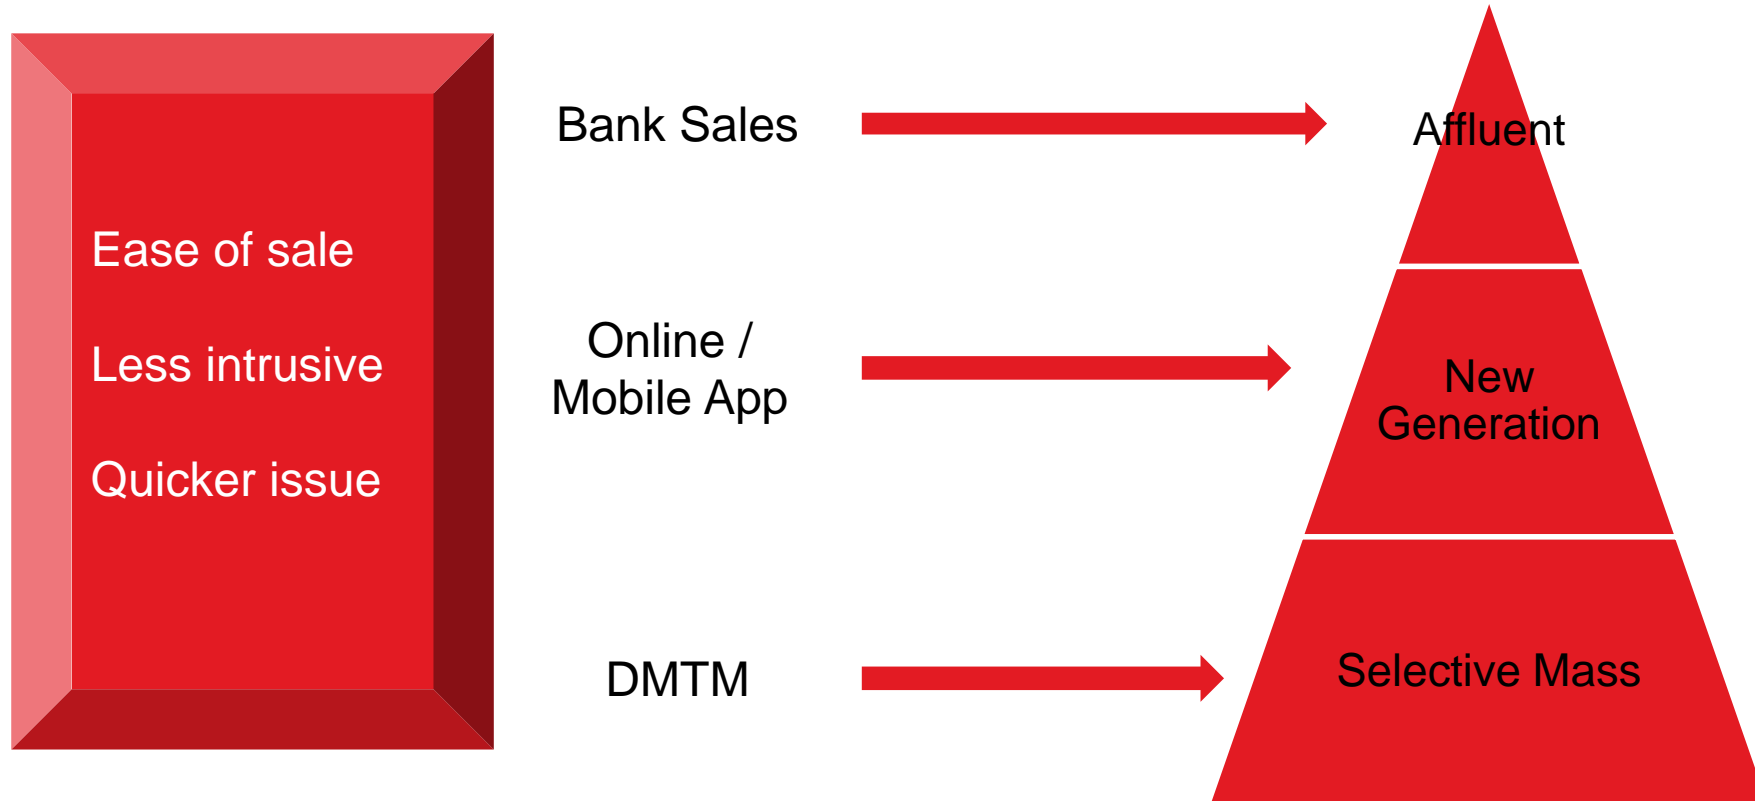 Ease of sale
Less intrusive
Quicker issue
Bank Sales
Online /
Mobile App
DMTM
Affluent
New
Generation
Selective Mass